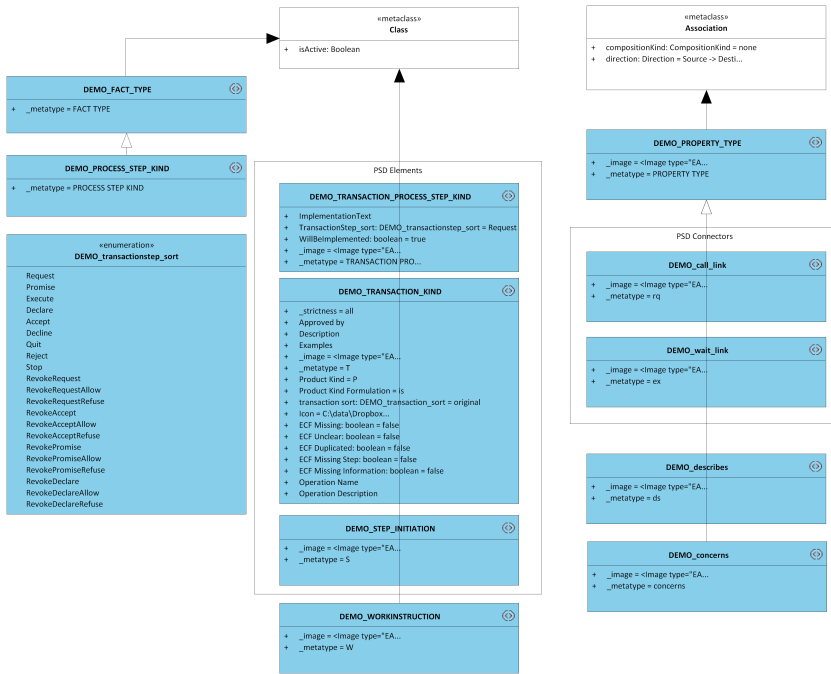 «metaclass»
Class
+ isActive: Boolean
«metaclass»
Association
+ compositionKind: CompositionKind = none
+ direction: Direction = Source -> Desti...
DEMO_FACT_TYPE
+ _metatype = FACT TYPE
DEMO_PROCESS_STEP_KIND
+ _metatype = PROCESS STEP KIND
«enumeration»
DEMO_transactionstep_sort
Request
Promise
Execute
Declare
Accept
Decline
Quit
Reject
Stop
RevokeRequest
RevokeRequestAllow
RevokeRequestRefuse
RevokeAccept
RevokeAcceptAllow
RevokeAcceptRefuse
RevokePromise
RevokePromiseAllow
RevokePromiseRefuse
RevokeDeclare
RevokeDeclareAllow
RevokeDeclareRefuse
PSD Elements
DEMO_TRANSACTION_PROCESS_STEP_KIND
+ ImplementationText
+ TransactionStep_sort: DEMO_transactionstep_sort = Request
+ WillBeImplemented: boolean = true
+ _image = <Image type="EA...
+ _metatype = TRANSACTION PRO...
DEMO_TRANSACTION_KIND
+ _strictness = all
+ Approved by
+ Description
+ Examples
+ _image = <Image type="EA...
+ _metatype = T
+ Product Kind = P
+ Product Kind Formulation = is
+ transaction sort: DEMO_transaction_sort = original
+ Icon = C:\data\Dropbox...
+ ECF Missing: boolean = false
+ ECF Unclear: boolean = false
+ ECF Duplicated: boolean = false
+ ECF Missing Step: boolean = false
+ ECF Missing Information: boolean = false
+ Operation Name
+ Operation Description
DEMO_STEP_INITIATION
+ _image = <Image type="EA...
+ _metatype = S
DEMO_WORKINSTRUCTION
+ _image = <Image type="EA...
+ _metatype = W
DEMO_PROPERTY_TYPE
+ _image = <Image type="EA...
+ _metatype = PROPERTY TYPE
PSD Connectors
DEMO_call_link
+ _image = <Image type="EA...
+ _metatype = rq
DEMO_wait_link
+ _image = <Image type="EA...
+ _metatype = ex
DEMO_describes
+ _image = <Image type="EA...
+ _metatype = ds
DEMO_concerns
+ _image = <Image type="EA...
+ _metatype = concerns